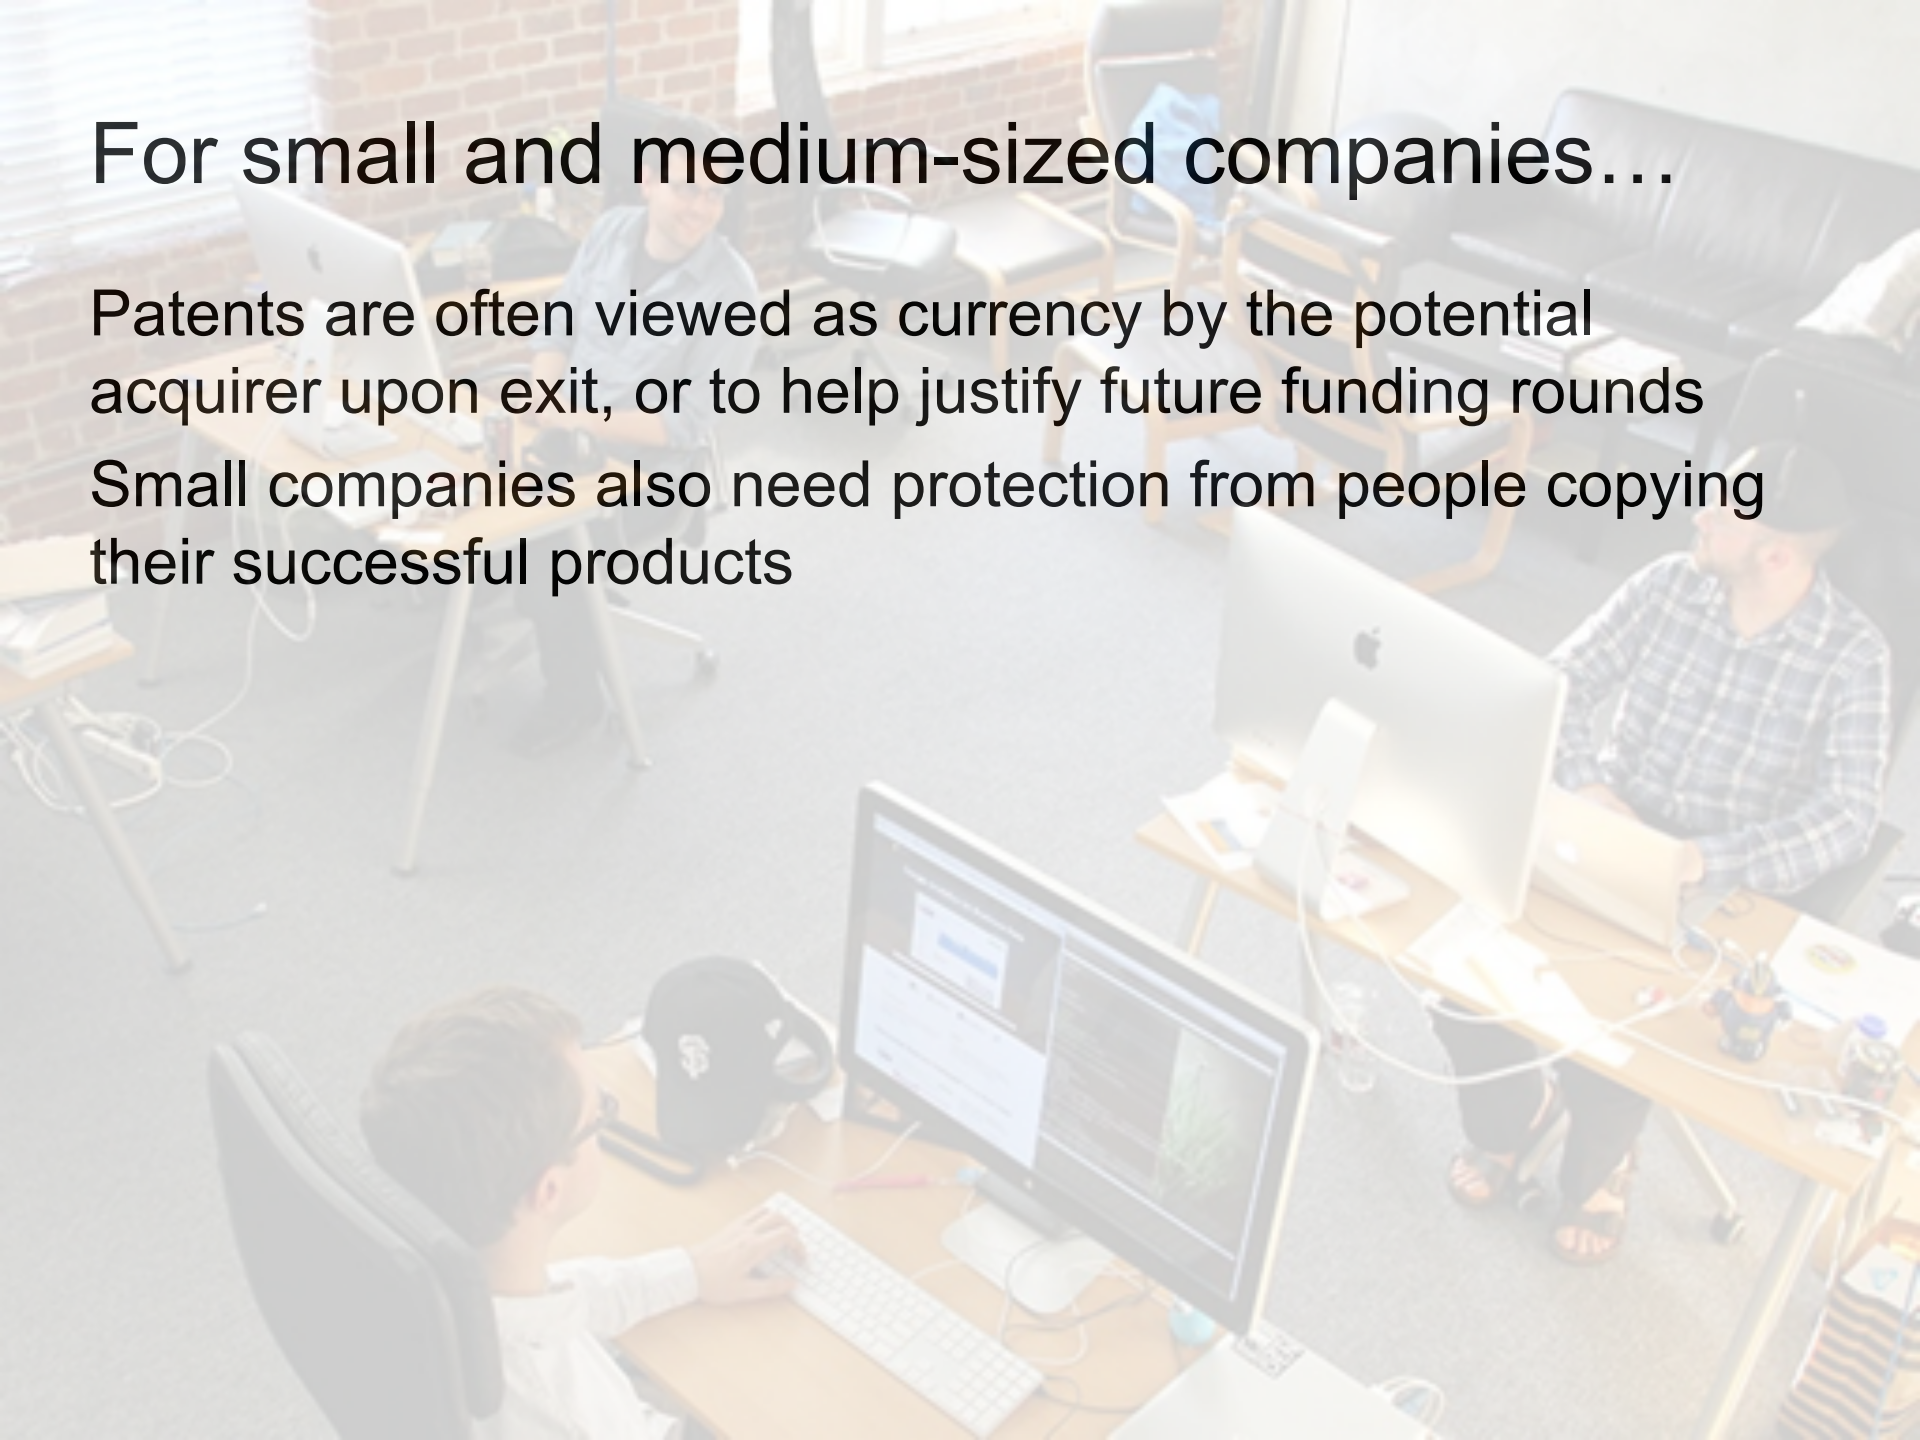 For small and medium-sized companies…
Patents are often viewed as currency by the potential
acquirer upon exit, or to help justify future funding rounds
Small companies also need protection from people copying
their successful products